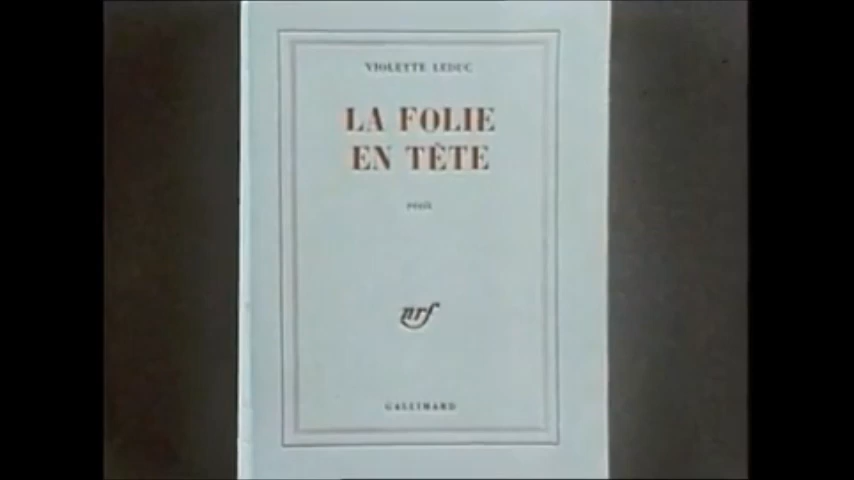 VIOLETTE LEDUC
LA FOLIE
EN TÊTE
récit
nrf
GALLIMARD